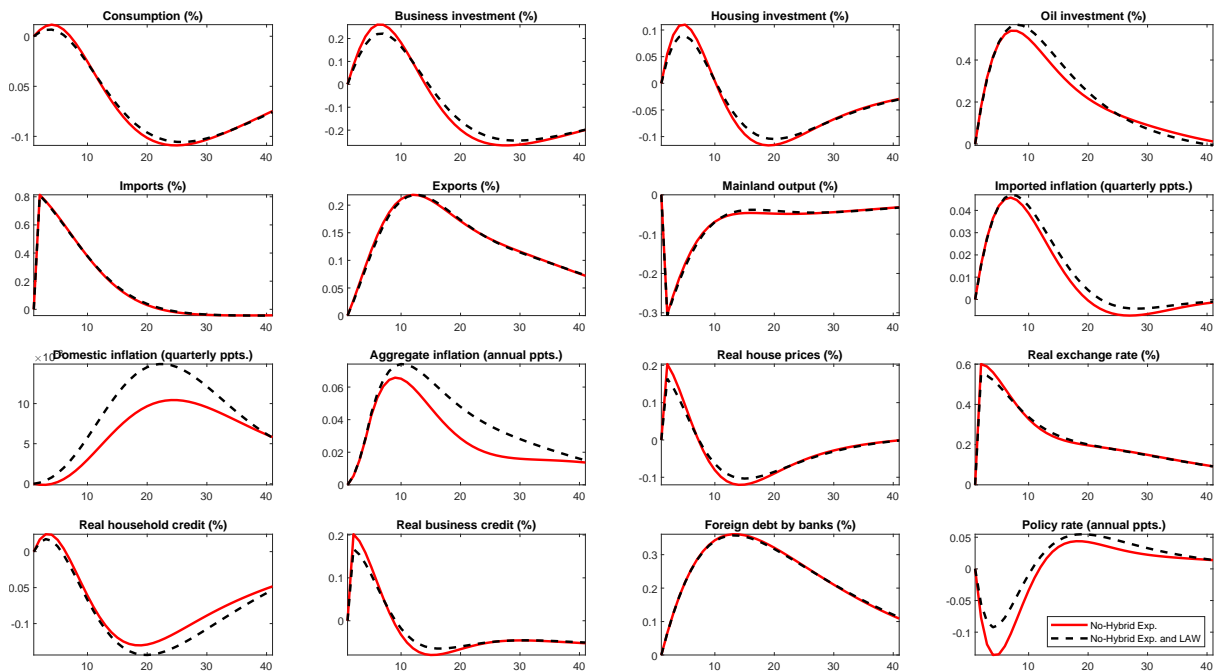 Consumption (%)
0
0.05
-0.1
10 20 30 40
Business investment (%)
0.2
0.1
0
-0.1
-0.2
10 20 30 40
Housing investment (%)
0.1
0.05
0
-0.05
-0.1
10 20 30 40
Oil investment (%)
0.4
0.2
0
10 20 30 40
Imports (%)
0.8
0.6
0.4
0.2
0
10 20 30 40
Exports (%)
0.2
0.15
0.1
0.05
0
10 20 30 40
Mainland output (%)
0
-0.1
-0.2
-0.3
10 20 30 40
Imported inflation (quarterly ppts.)
0.04
0.03
0.02
0.01
0
10 20 30 40
Domestic inflation (quarterly ppts.)
10
5
0
10 20 30 40
Aggregate inflation (annual ppts.)
0.06
0.04
0.02
0
10 20 30 40
Real house prices (%)
0.2
0.1
0
-0.1
10 20 30 40
Real exchange rate (%)
0.6
0.4
0.2
0
10 20 30 40
Real household credit (%)
0
0.05
-0.1
10 20 30 40
Real business credit (%)
0.2
0.1
0
10 20 30 40
Foreign debt by banks (%)
0.3
0.2
0.1
0
10 20 30 40
Policy rate (annual ppts.)
0.05
0
-0.05
-0.1
10 20 30 40
No-Hybrid Exp.
No-Hybrid Exp. and LAW